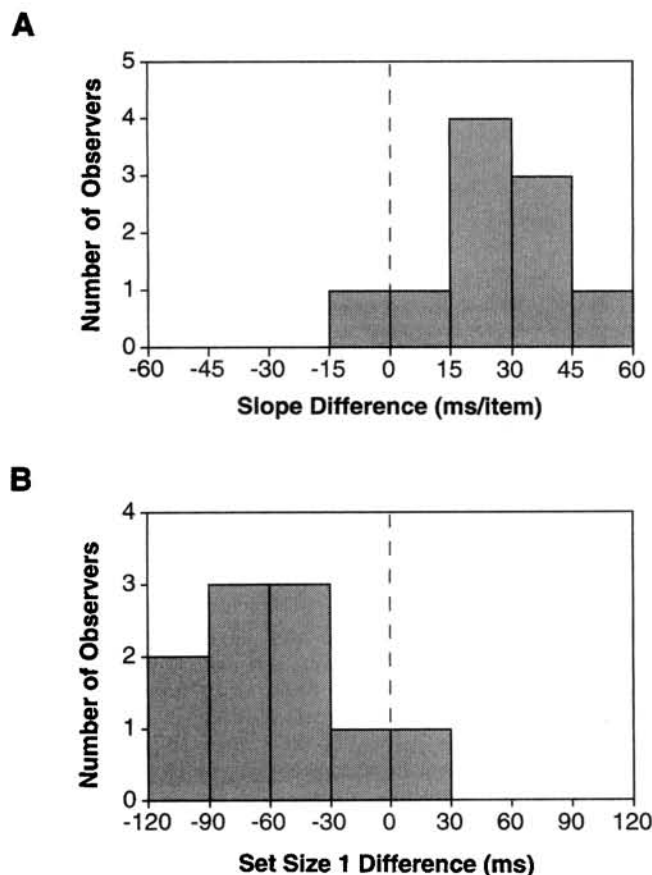 A
5
4
3
2
1
0
Number of Observers
-60 -45 -30 -15 0 15 30 45 60
Slope Difference (ms/item)
B
4
3
2
1
0
Number of Observers
-120 -90 -60 -30 0 30 60 90 120
Set Size 1 Difference (ms)